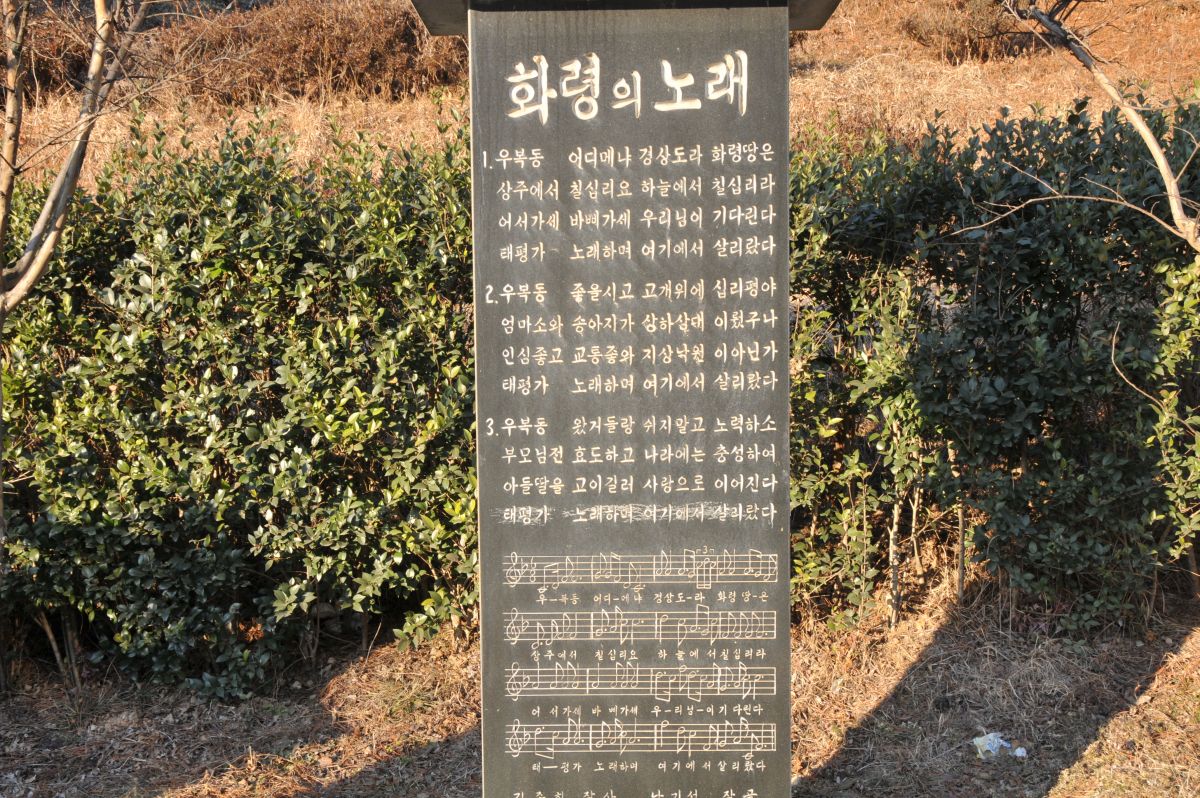 화령의 노래
1. 우복동 어디메냐 경상도라 화령땅은
상주에서 칠십리요 하늘에서 칠십리라
어서가세 바삐가세 우리님이 기다린다
태평가 노래하며 여기에서 살리랐다
2. 우복동 좋을시고 고개위에 십리평야
엄마소와 송아지가 상하살대 이뤘구나
인심좋고 교통좋와 지상낙원 이아닌가
태평가 노래하며 여기에서 살리랐다
3. 우복동 왔거들랑 쉬지말고 노력하소
부모님전 효도하고 나라에는 충성하여
아들딸을 고이길러 사랑으로 이어진다
태평가 노래하며 여기에서 살리랐다
3
우-복동 어디-메냐 경상도-라 화령땅-은
상주에서 칠십리요 하늘에서칠십리라
어서가세 바삐가세 우-리님-이기다린다
태-평가 노래하며 여기에서살리랐다